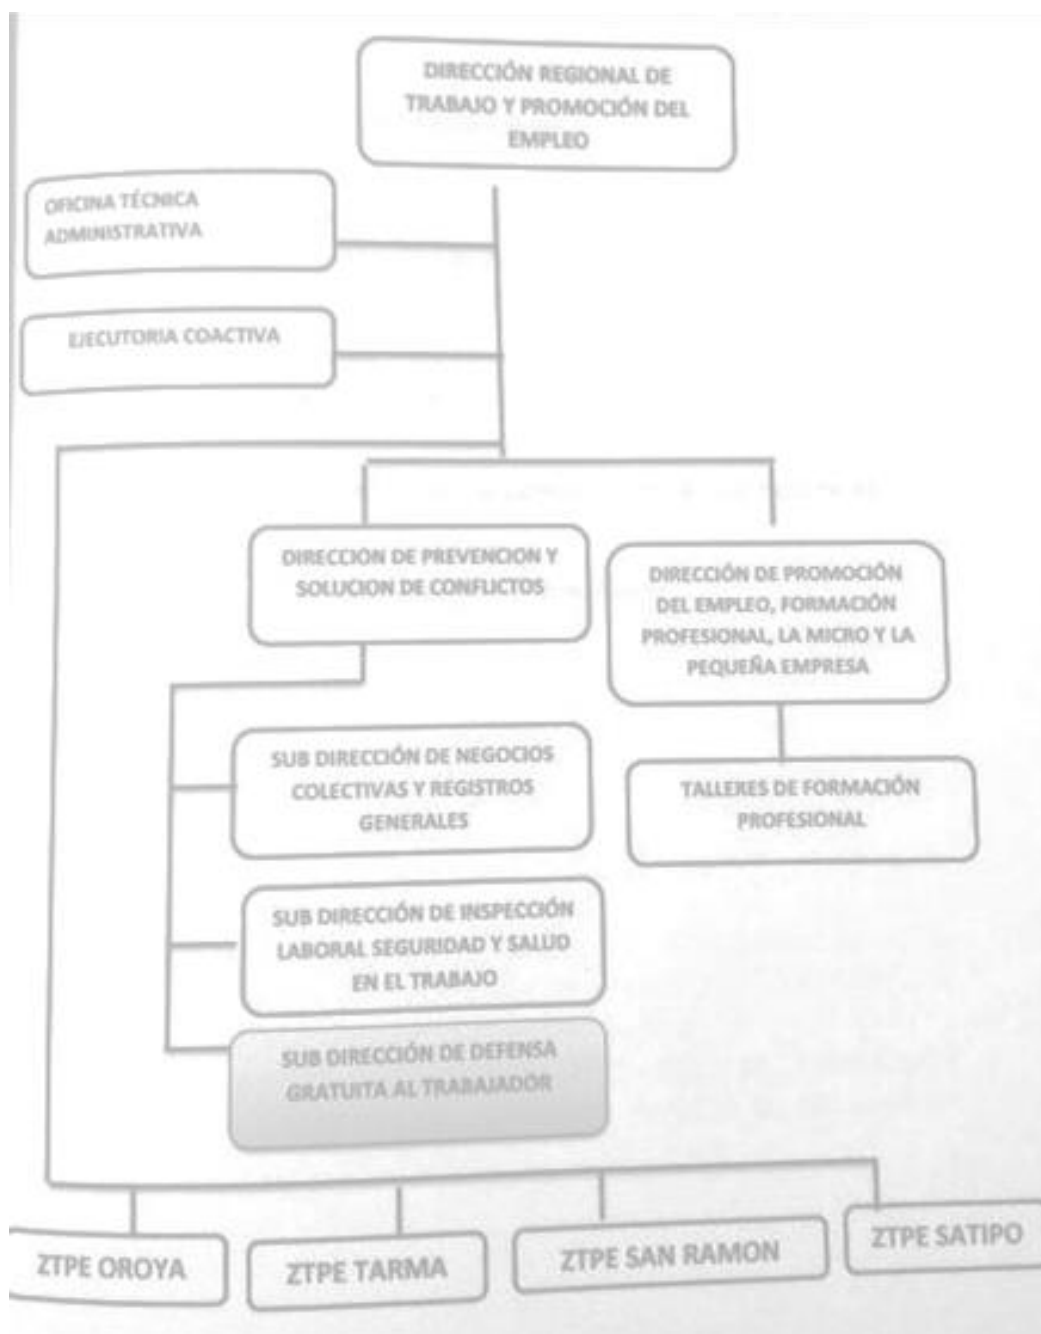 DIRECCIÓN REGIONAL DE
TRABAJO Y PROMOCIÓN DEL
EMPLEO
OFICINA TÉCNICA
ADMINISTRATIVA
EJECUTORIA COACTIVA
DIRECCIÓN DE PREVENCION Y
SOLUCION DE CONFLICTOS
DIRECCIÓN DE PROMOCIÓN
DEL EMPLEO, FORMACIÓN
PROFESIONAL, LA MICRO Y LA
PEQUEÑA EMPRESA
SUB DIRECCIÓN DE NEGOCIOS
COLECTIVAS Y REGISTROS
GENERALES
TALLERES DE FORMACIÓN
PROFESIONAL
SUB DIRECCIÓN DE INSPECCIÓN
LABORAL SEGURIDAD Y SALUD
EN EL TRABAJO
SUB DIRECCIÓN DE DEFENSA
GRATUITA AL TRABAJADOR
ZTPE OROYA
ZTPE TARMA
ZTPE SAN RAMON
ZTPE SATIPO